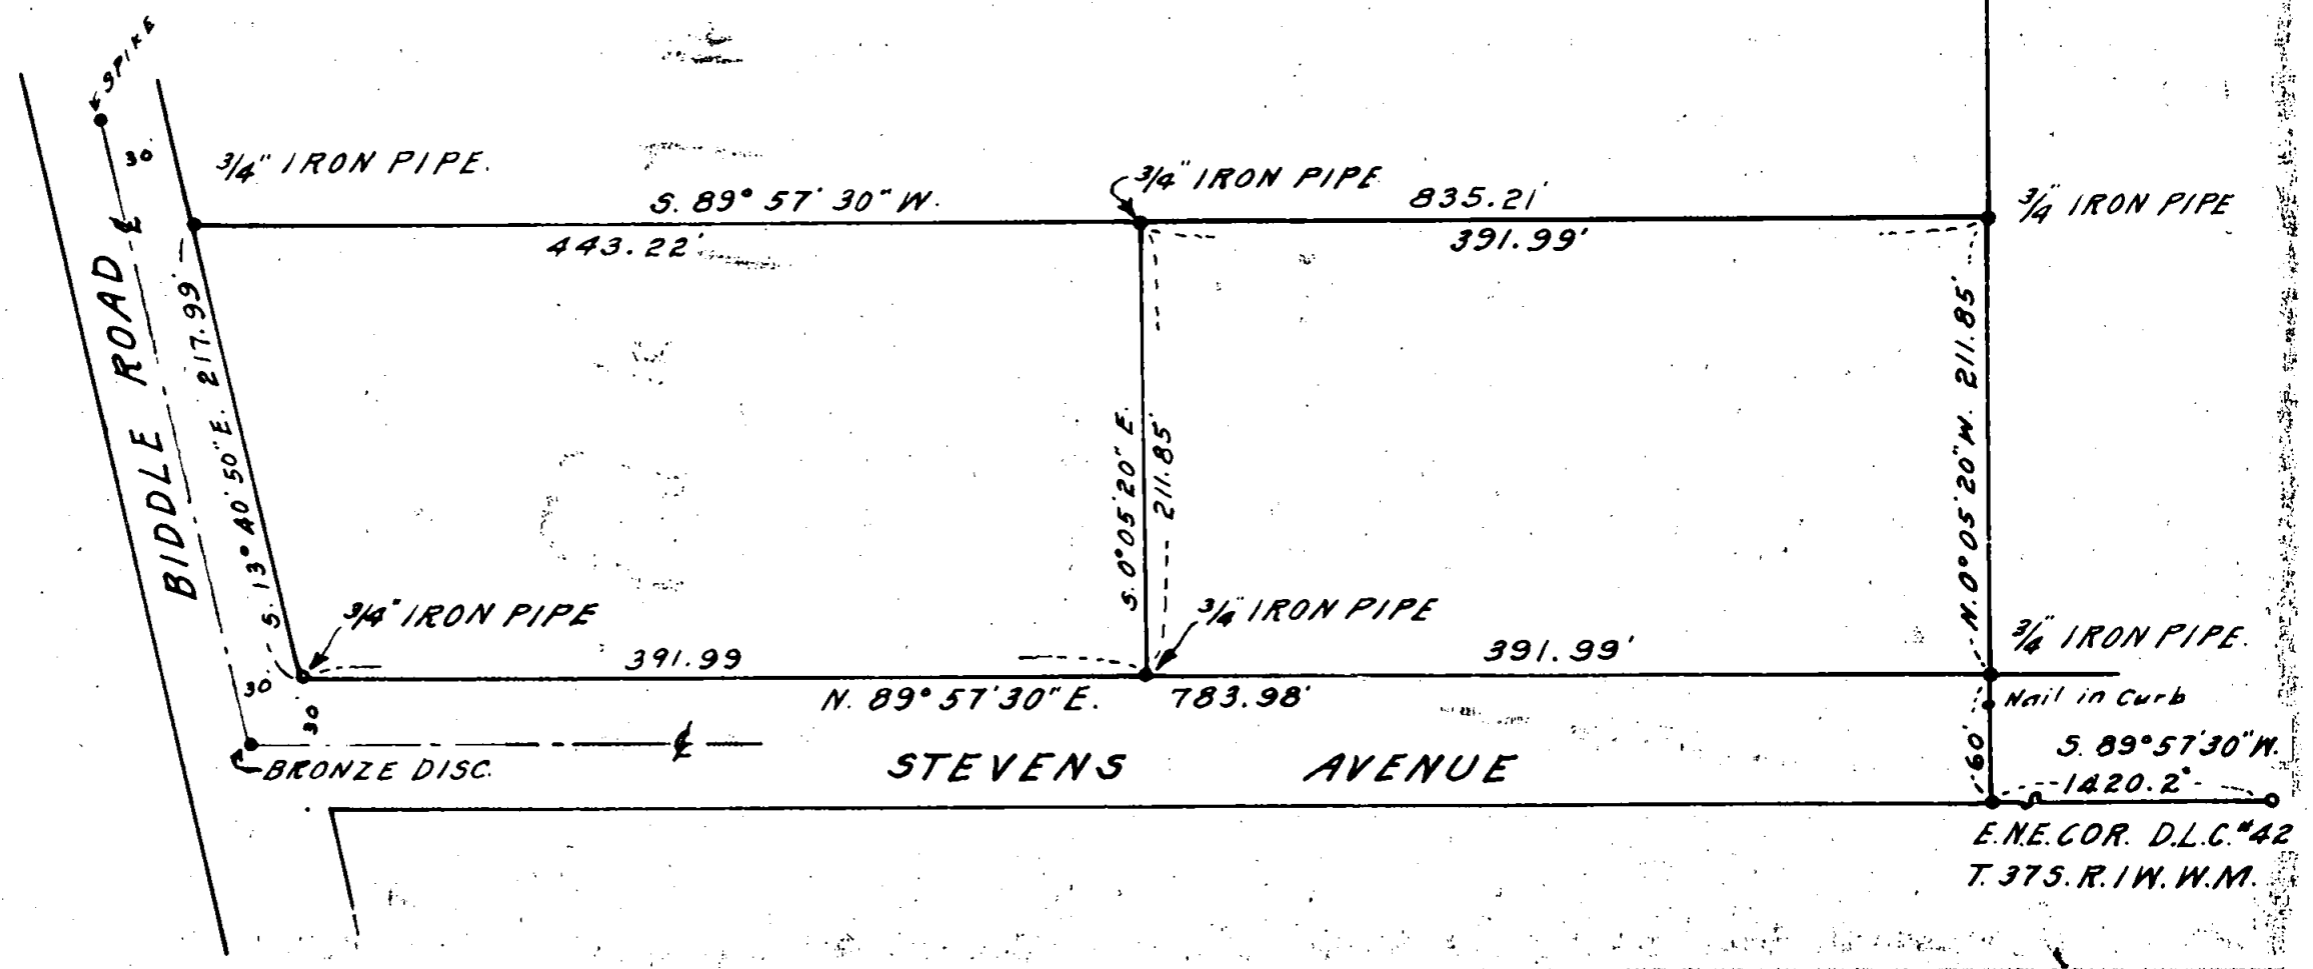 SPIKE
30
3/4" IRON PIPE.
S. 89° 57' 30" W.
443.22'
3/4" IRON PIPE
835.21'
391.99'
3/4" IRON PIPE
℄
BIDDLE ROAD
S. 13° 40' 50" E. 217.99'
S. 0° 05' 20" E.
211.85'
N. 0° 05' 20" W. 211.85'
3/4" IRON PIPE
391.99
3/4" IRON PIPE
391.99'
3/4" IRON PIPE.
30
30
N. 89° 57' 30" E. 783.98'
Nail in Curb
℄
BRONZE DISC.
STEVENS AVENUE
60'
S. 89° 57' 30" W.
1420.2'
E.N.E. COR. D.L.C. #42
T. 37 S. R. 1 W. W.M.